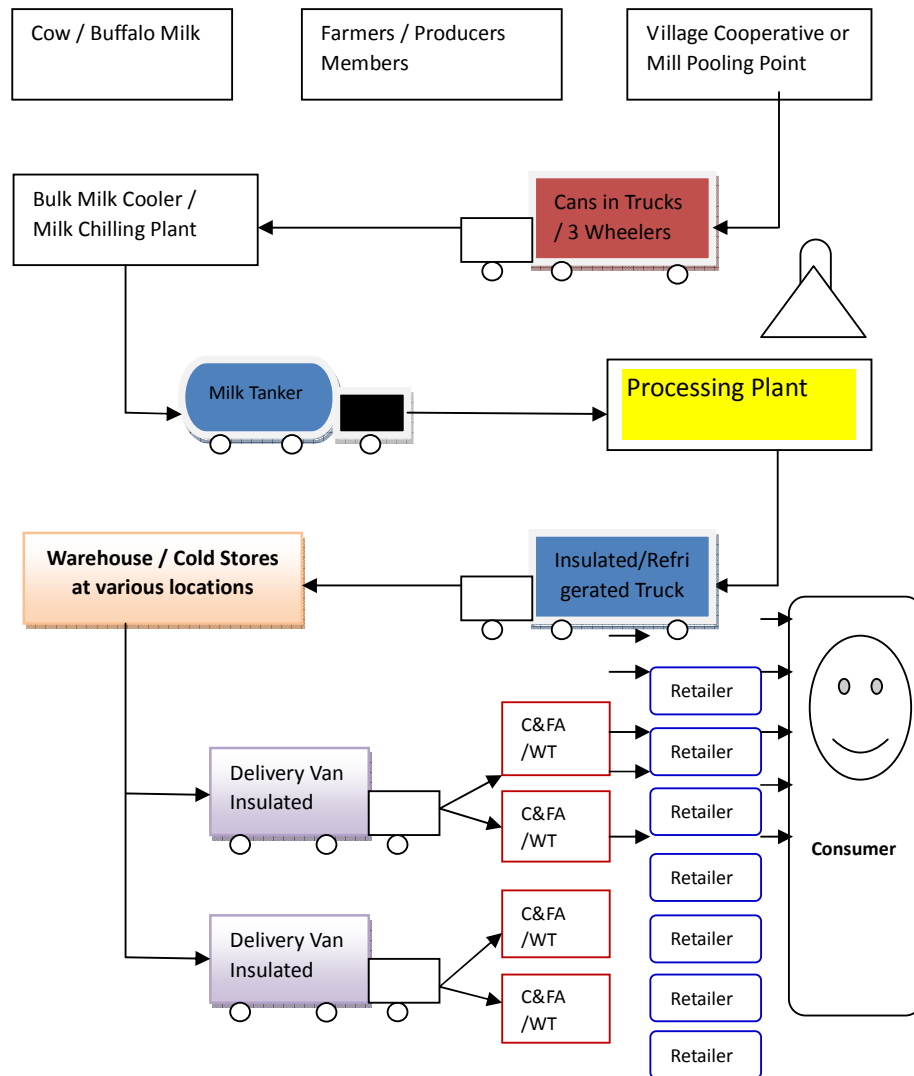 Cow / Buffalo Milk
Farmers / Producers
Members
Village Cooperative or
Mill Pooling Point
Bulk Milk Cooler /
Milk Chilling Plant
Cans in Trucks
/ 3 Wheelers
Milk Tanker
Processing Plant
Warehouse / Cold Stores
at various locations
Insulated/Refri
gerated Truck
Retailer
C&FA
/WT
Retailer
Delivery Van
Insulated
C&FA
/WT
Retailer
Consumer
Retailer
C&FA
/WT
Retailer
Delivery Van
Insulated
C&FA
/WT
Retailer
Retailer